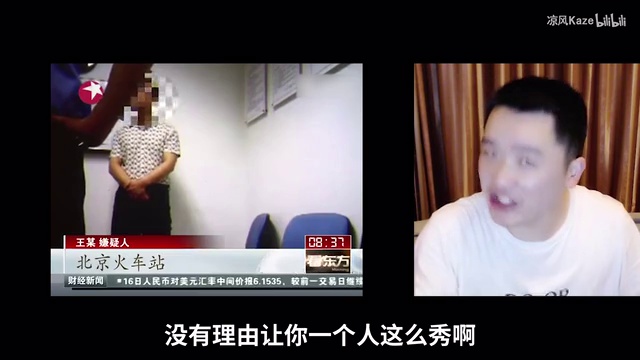 凉风Kaze bilibili
王某 嫌疑人
北京火车站
08:37
看东方
财经新闻
*16日人民币对美元汇率中间价报6.1535，较前一交易日
没有理由让你一个人这么秀啊